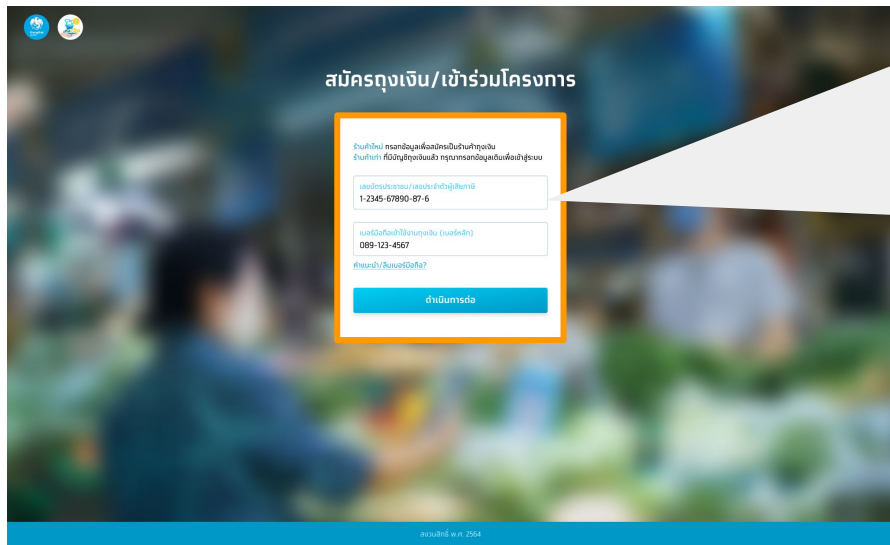 สมัครถุงเงิน/เข้าร่วมโครงการ
ร้านค้าใหม่ กรอกข้อมูลเพื่อสมัครเป็นร้านค้าถุงเงิน
ร้านค้าเก่า ที่มีบัญชีถุงเงินแล้ว กรุณากรอกข้อมูลเดิมเพื่อเข้าสู่ระบบ
เลขบัตรประชาชน/เลขประจำตัวผู้เสียภาษี
1-2345-67890-87-6
เบอร์มือถือเข้าใช้งานถุงเงิน (เบอร์หลัก)
089-123-4567
คำแนะนำ/ลืมเบอร์มือถือ?
ดำเนินการต่อ
สงวนสิทธิ์ พ.ศ. 2564